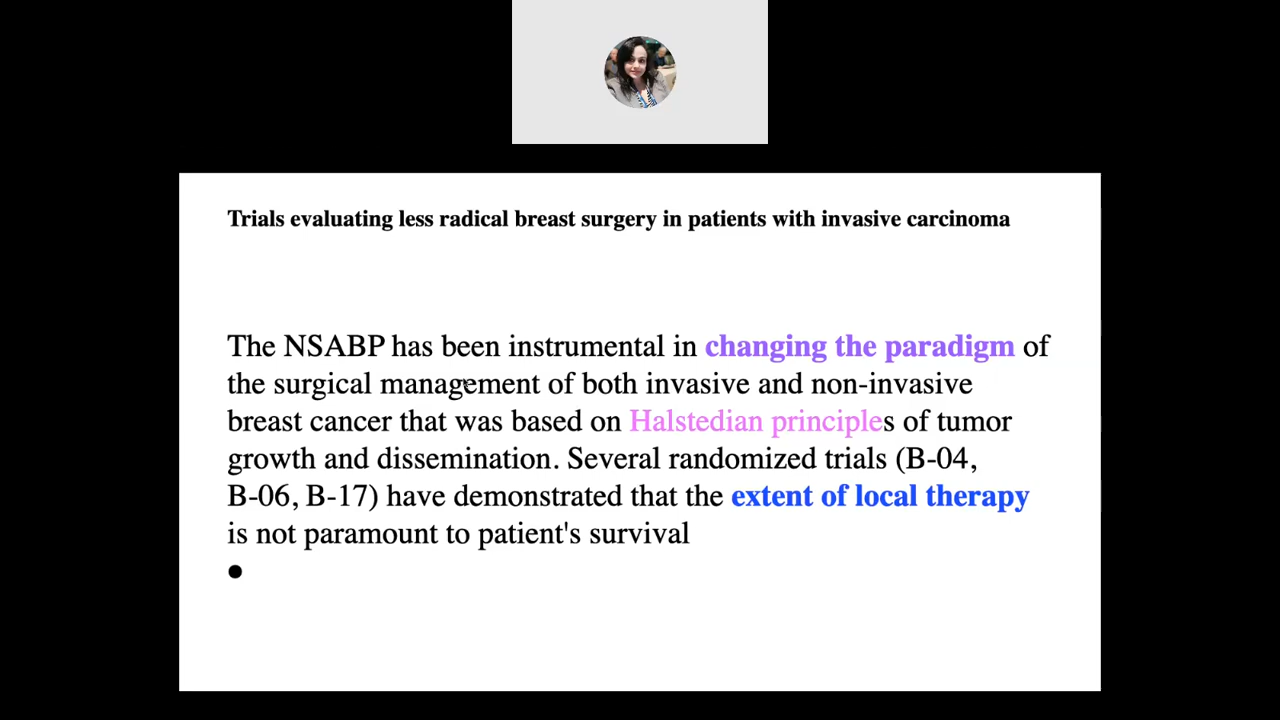 Trials evaluating less radical breast surgery in patients with invasive carcinoma
The NSABP has been instrumental in changing the paradigm of
the surgical management of both invasive and non-invasive
breast cancer that was based on Halstedian principles of tumor
growth and dissemination. Several randomized trials (B-04,
B-06, B-17) have demonstrated that the extent of local therapy
is not paramount to patient's survival
●